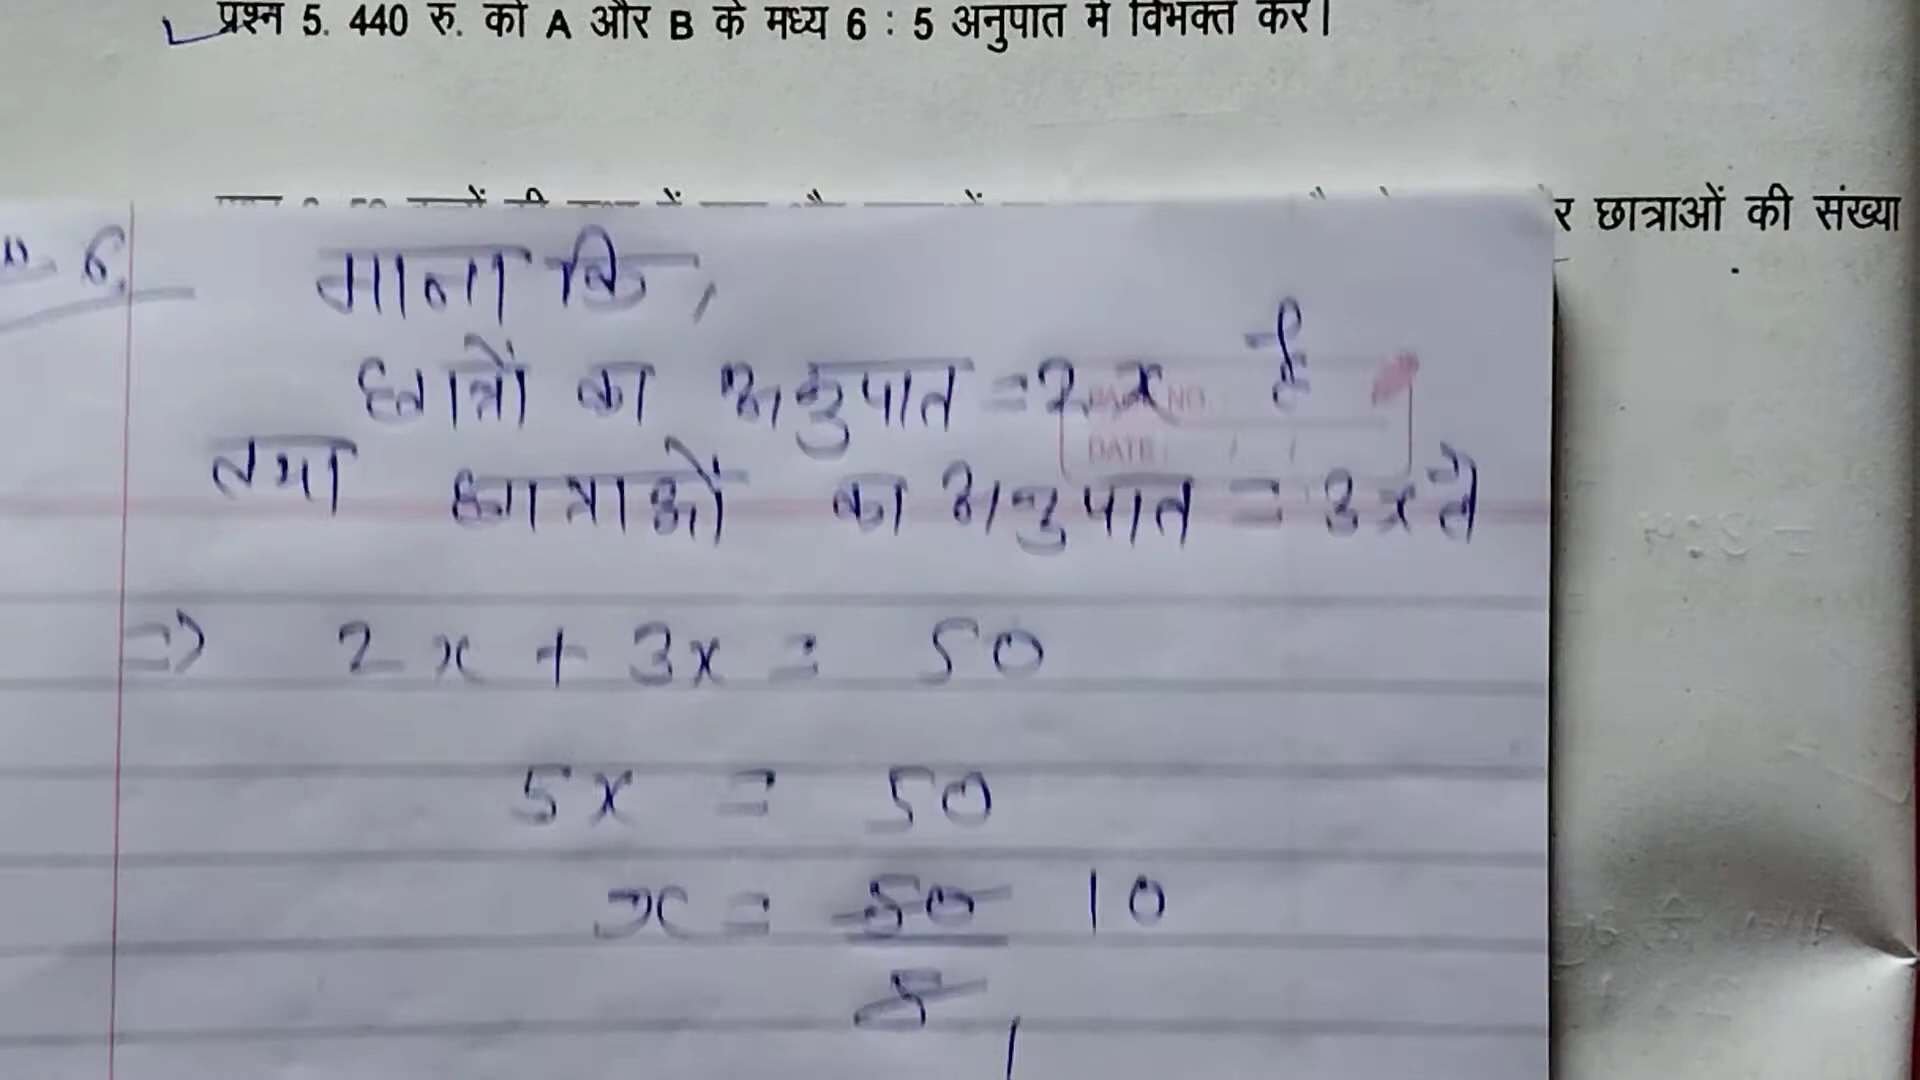 प्रश्न 5. 440 रु. को A और B के मध्य 6 : 5 अनुपात में विभक्त करें।
र छात्राओं की संख्या
6.
माना कि,
छात्रों का अनुपात = 2x है
PAGE NO.
DATE : / /
तथा छात्राओं का अनुपात = 3x है
=> 2x + 3x = 50
5x = 50
x = 50 10
5
1